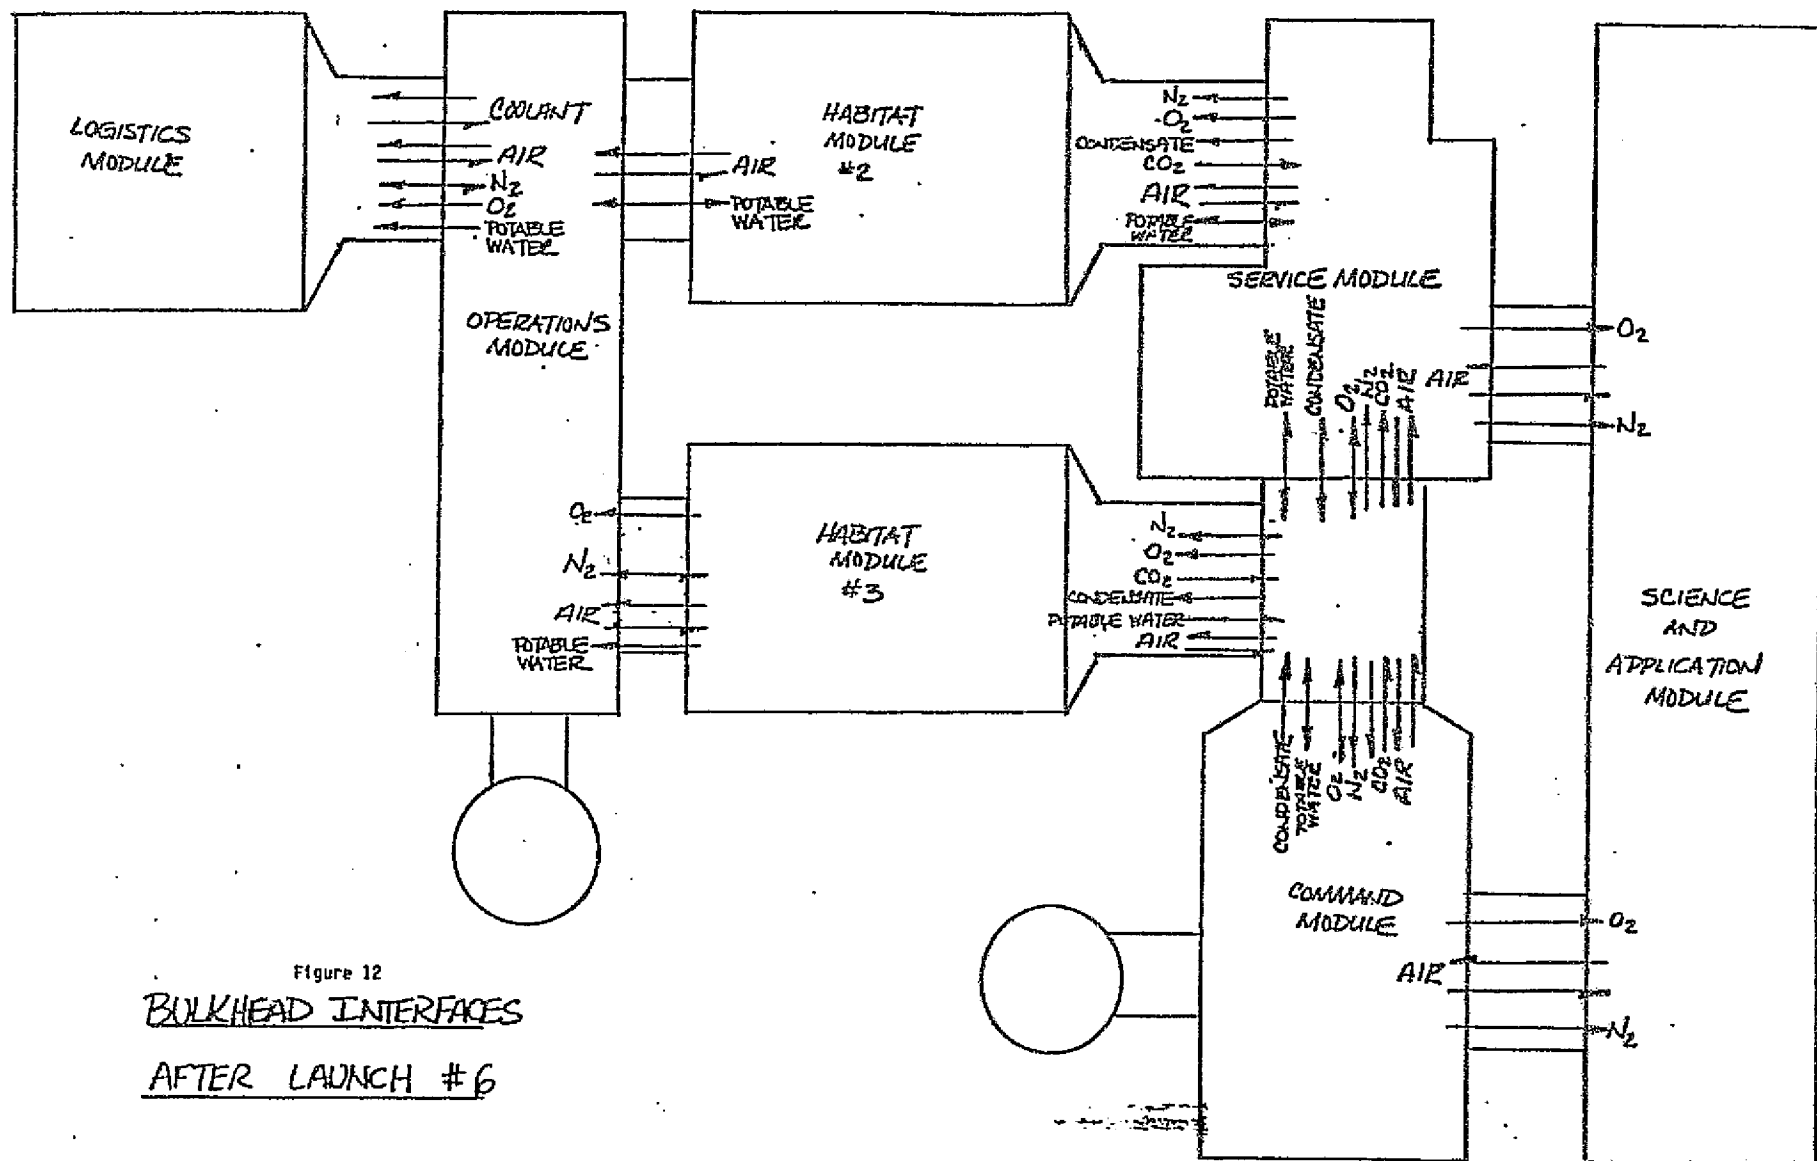 LOGISTICS
MODULE
COOLANT
AIR
N2
O2
POTABLE
WATER
OPERATIONS
MODULE
AIR
POTABLE
WATER
HABITAT
MODULE
#2
N2
O2
CONDENSATE
CO2
AIR
POTABLE
WATER
SERVICE MODULE
POTABLE
WATER
CONDENSATE
O2
N2
CO2
AIR
O2
AIR
N2
O2
N2
AIR
POTABLE
WATER
HABITAT
MODULE
#3
N2
O2
CO2
CONDENSATE
POTABLE WATER
AIR
CONDENSATE
POTABLE
WATER
O2
N2
CO2
AIR
COMMAND
MODULE
O2
AIR
N2
SCIENCE
AND
APPLICATION
MODULE
Figure 12
BULKHEAD INTERFACES
AFTER LAUNCH #6